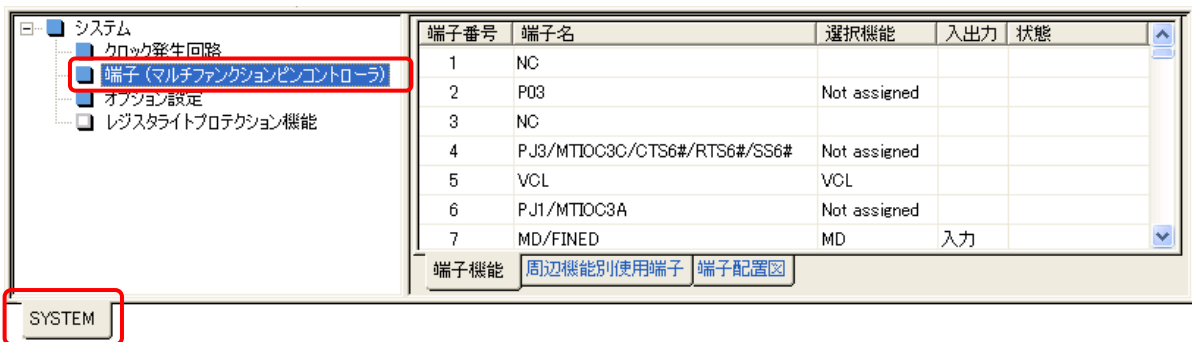 システム
クロック発生回路
端子（マルチファンクションピンコントローラ）
オプション設定
レジスタライトプロテクション機能
端子番号 端子名 選択機能 入出力 状態
1 NC
2 P03 Not assigned
3 NC
4 PJ3/MTIOC3C/CTS6#/RTS6#/SS6# Not assigned
5 VCL VCL
6 PJ1/MTIOC3A Not assigned
7 MD/FINED MD 入力
端子機能 周辺機能別使用端子 端子配置図
SYSTEM